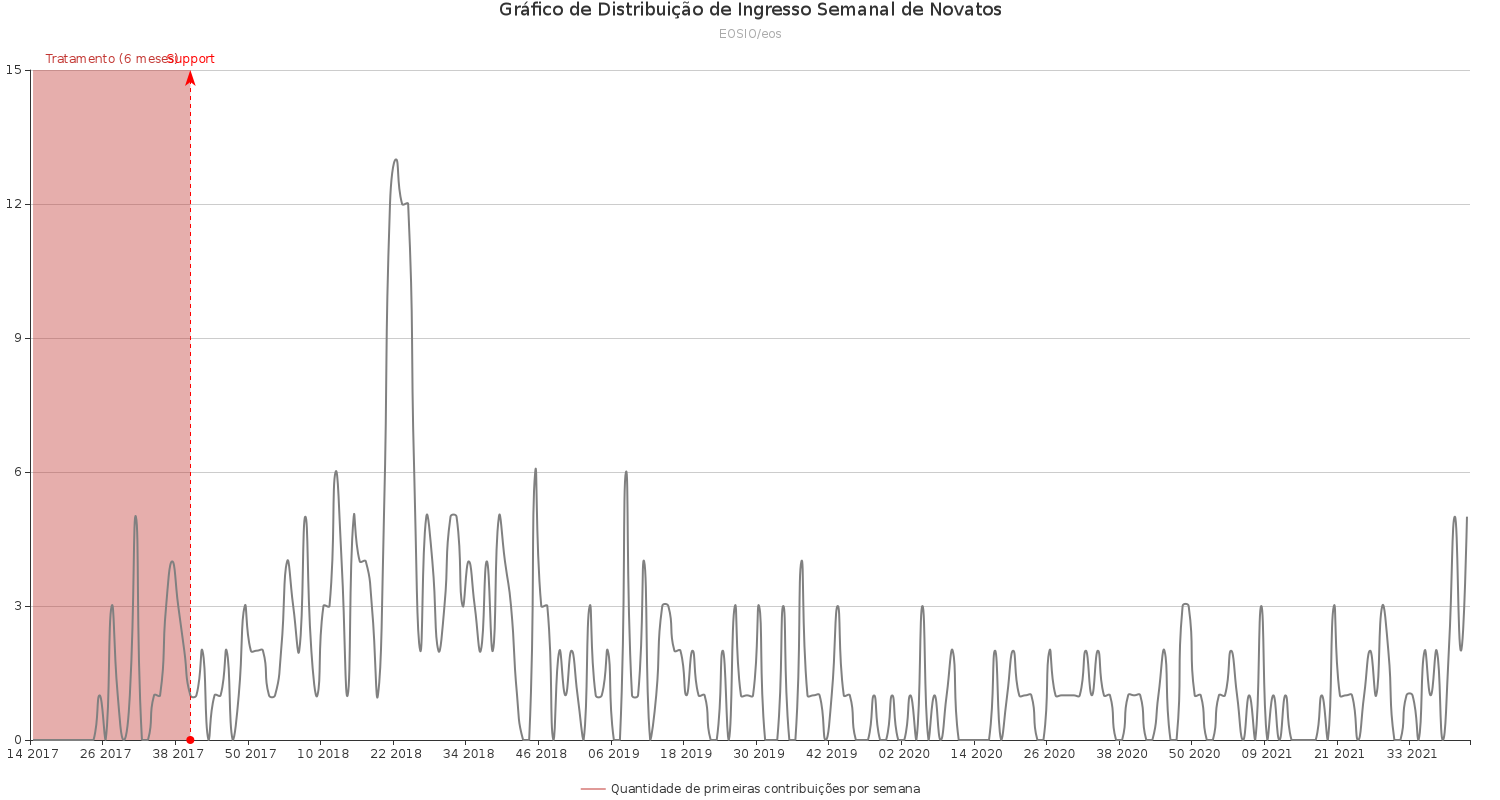 Gráfico de Distribuição de Ingresso Semanal de Novatos
EOSIO/eos
Tratamento (6 meses) Support
15
12
9
6
3
0
14 2017 26 2017 38 2017 50 2017 10 2018 22 2018 34 2018 46 2018 06 2019 18 2019 30 2019 42 2019 02 2020 14 2020 26 2020 38 2020 50 2020 09 2021 21 2021 33 2021
Quantidade de primeiras contribuições por semana